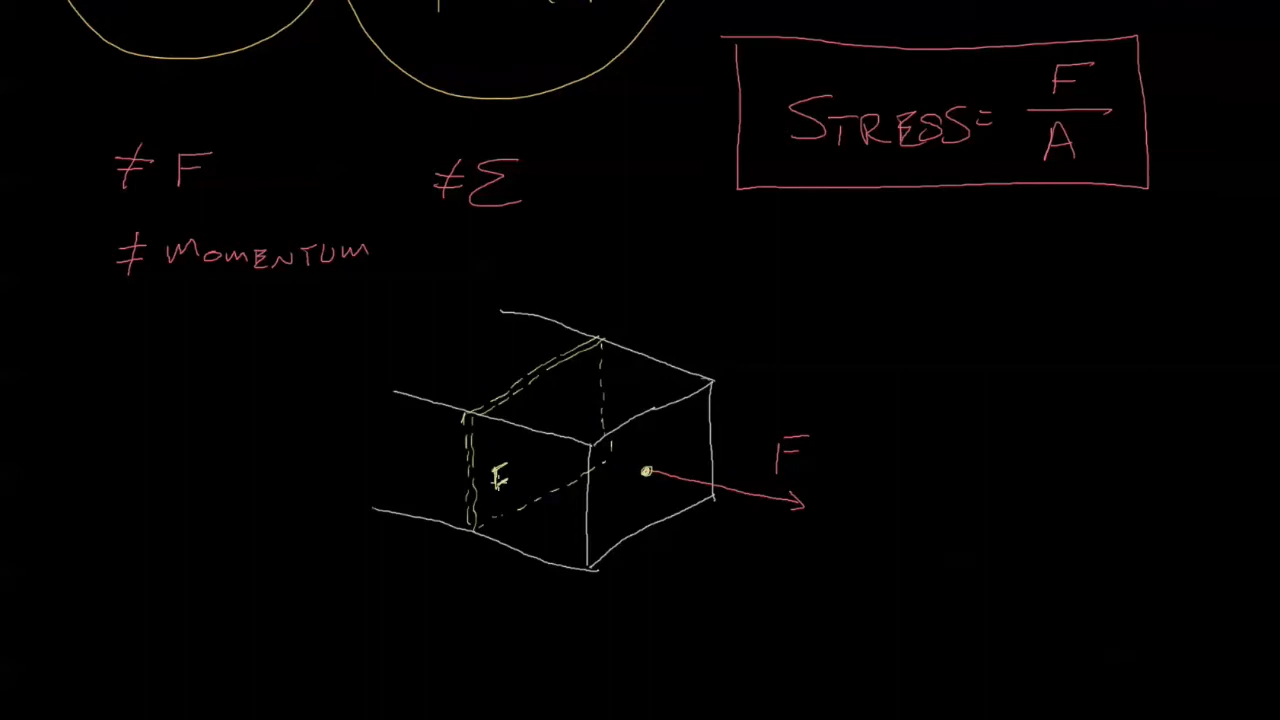 STRESS = F/A
≠ F
≠ Σ
≠ MOMENTUM
F